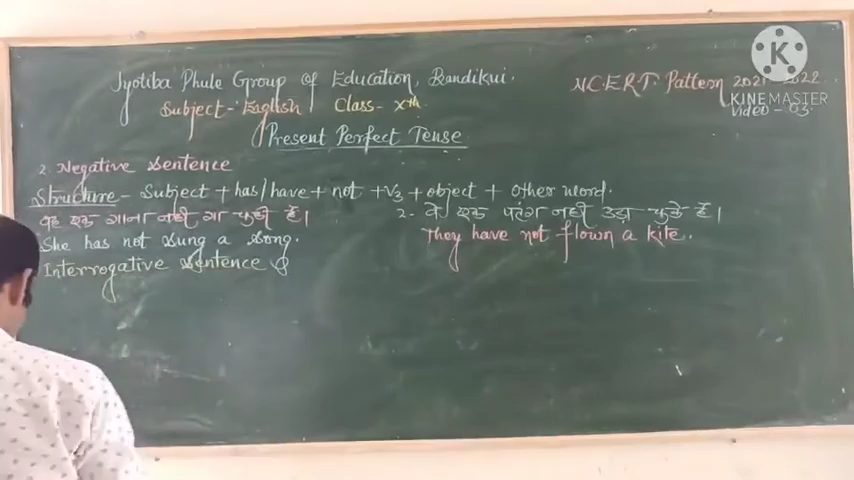 Jyotiba Phule Group of Education, Bandikui.
N.C.E.R.T. Pattern 2021-2022
Subject-: English | Class- Xth
KINEMASTER
Video - 03.
Present Perfect Tense
2. Negative Sentence
Structure - Subject + has/have + not + V3 + object + other word.
वह एक गाना नहीं गा चुकी है।
2- वे एक पतंग नहीं उड़ा चुके हैं।
She has not sung a song.
They have not flown a kite.
Interrogative Sentence